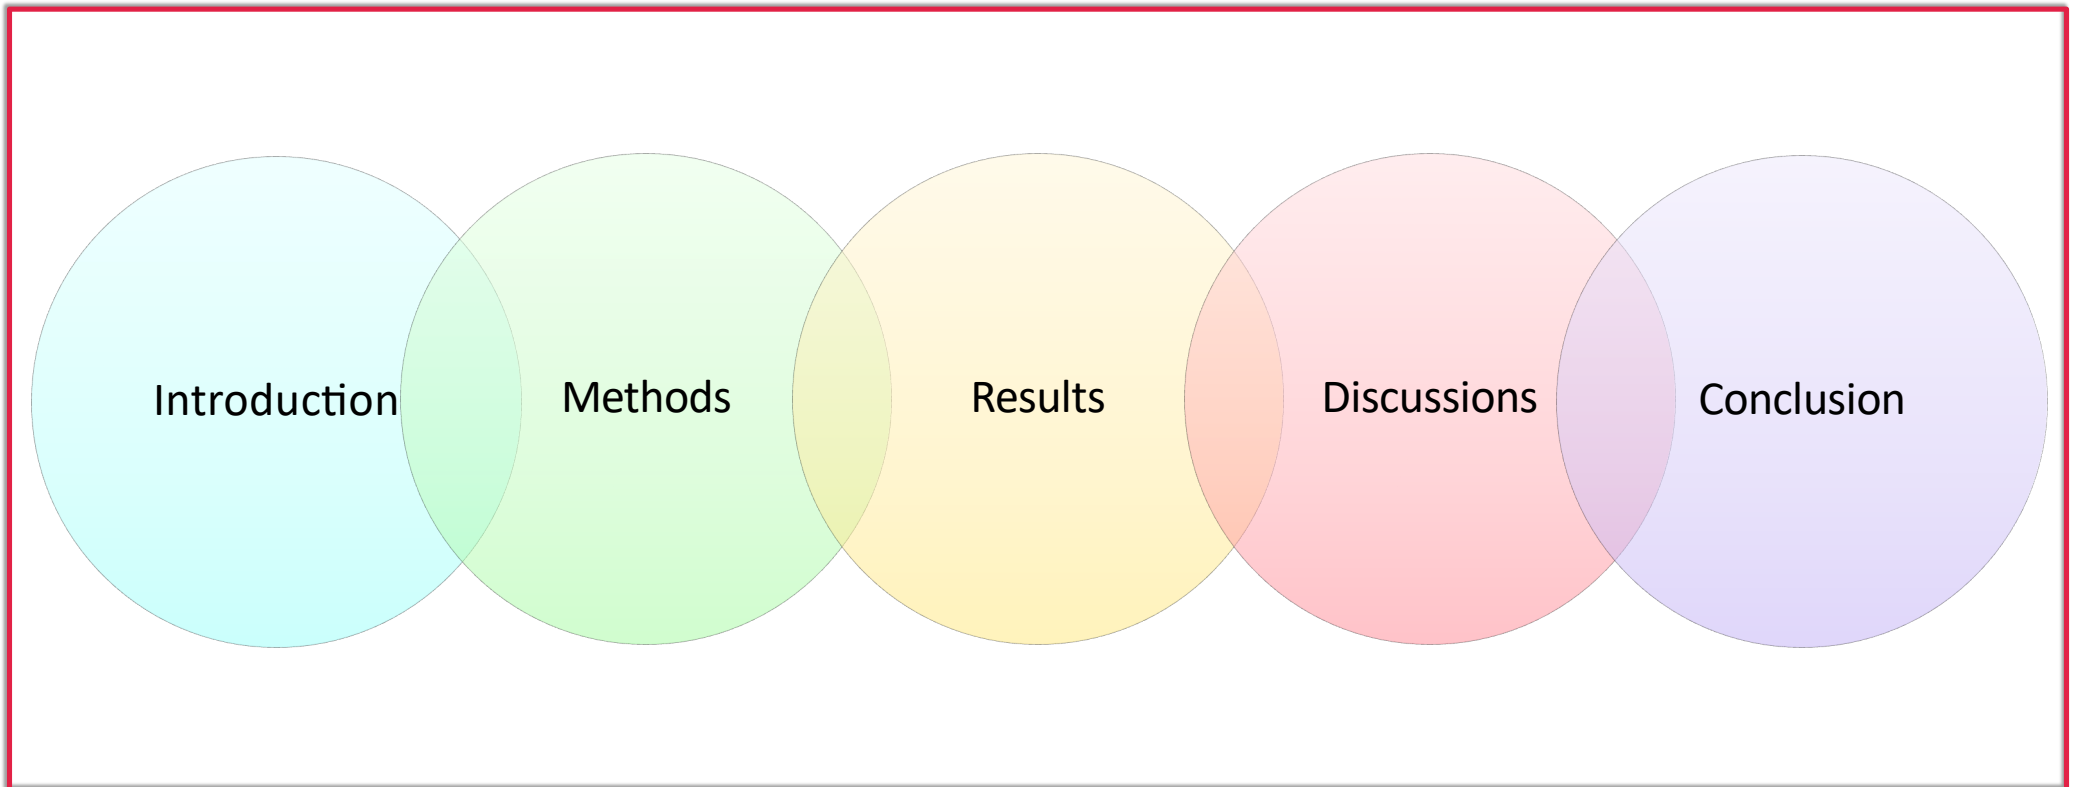 Introduction
Methods
Results
Discussions
Conclusion